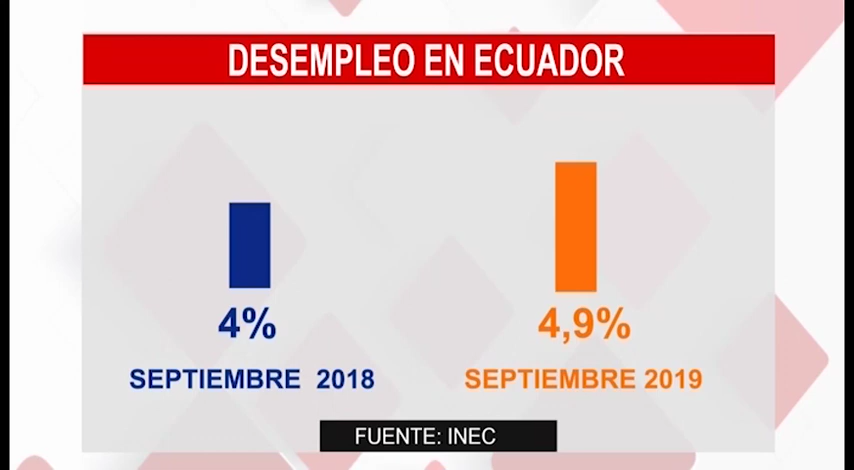 DESEMPLEO EN ECUADOR
4%
4,9%
SEPTIEMBRE 2018
SEPTIEMBRE 2019
FUENTE: INEC